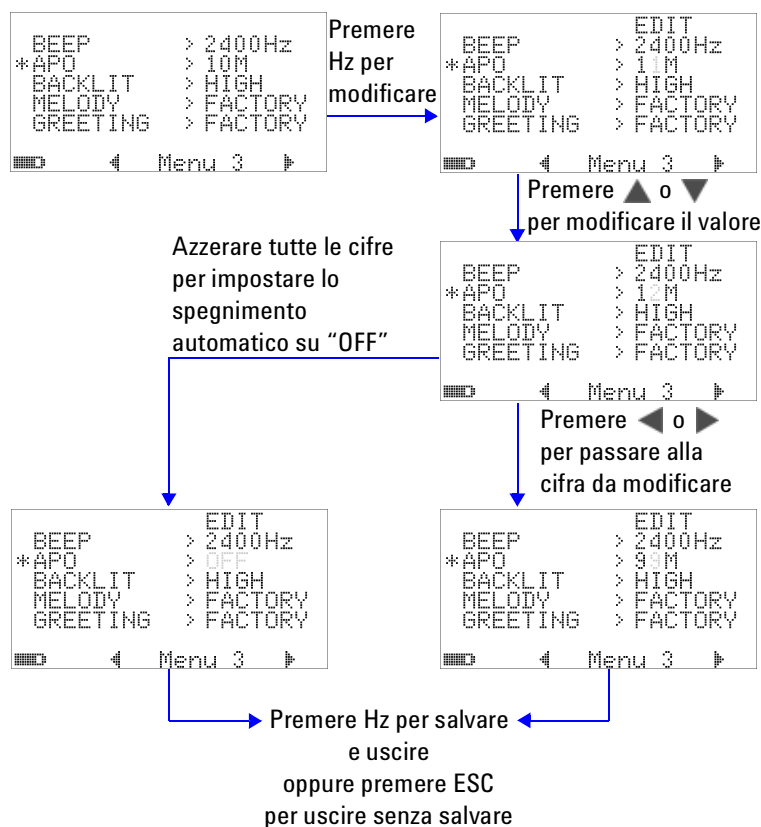 BEEP > 2400Hz
*APO > 10M
BACKLIT > HIGH
MELODY > FACTORY
GREETING > FACTORY
Menu 3
Premere
Hz per
modificare
EDIT
BEEP > 2400Hz
*APO > 11M
BACKLIT > HIGH
MELODY > FACTORY
GREETING > FACTORY
Menu 3
Premere ▲ o ▼
per modificare il valore
Azzerare tutte le cifre
per impostare lo
spegnimento
automatico su “OFF”
EDIT
BEEP > 2400Hz
*APO > 12M
BACKLIT > HIGH
MELODY > FACTORY
GREETING > FACTORY
Menu 3
Premere ◀ o ▶
per passare alla
cifra da modificare
EDIT
BEEP > 2400Hz
*APO > OFF
BACKLIT > HIGH
MELODY > FACTORY
GREETING > FACTORY
Menu 3
EDIT
BEEP > 2400Hz
*APO > 99M
BACKLIT > HIGH
MELODY > FACTORY
GREETING > FACTORY
Menu 3
Premere Hz per salvare
e uscire
oppure premere ESC
per uscire senza salvare